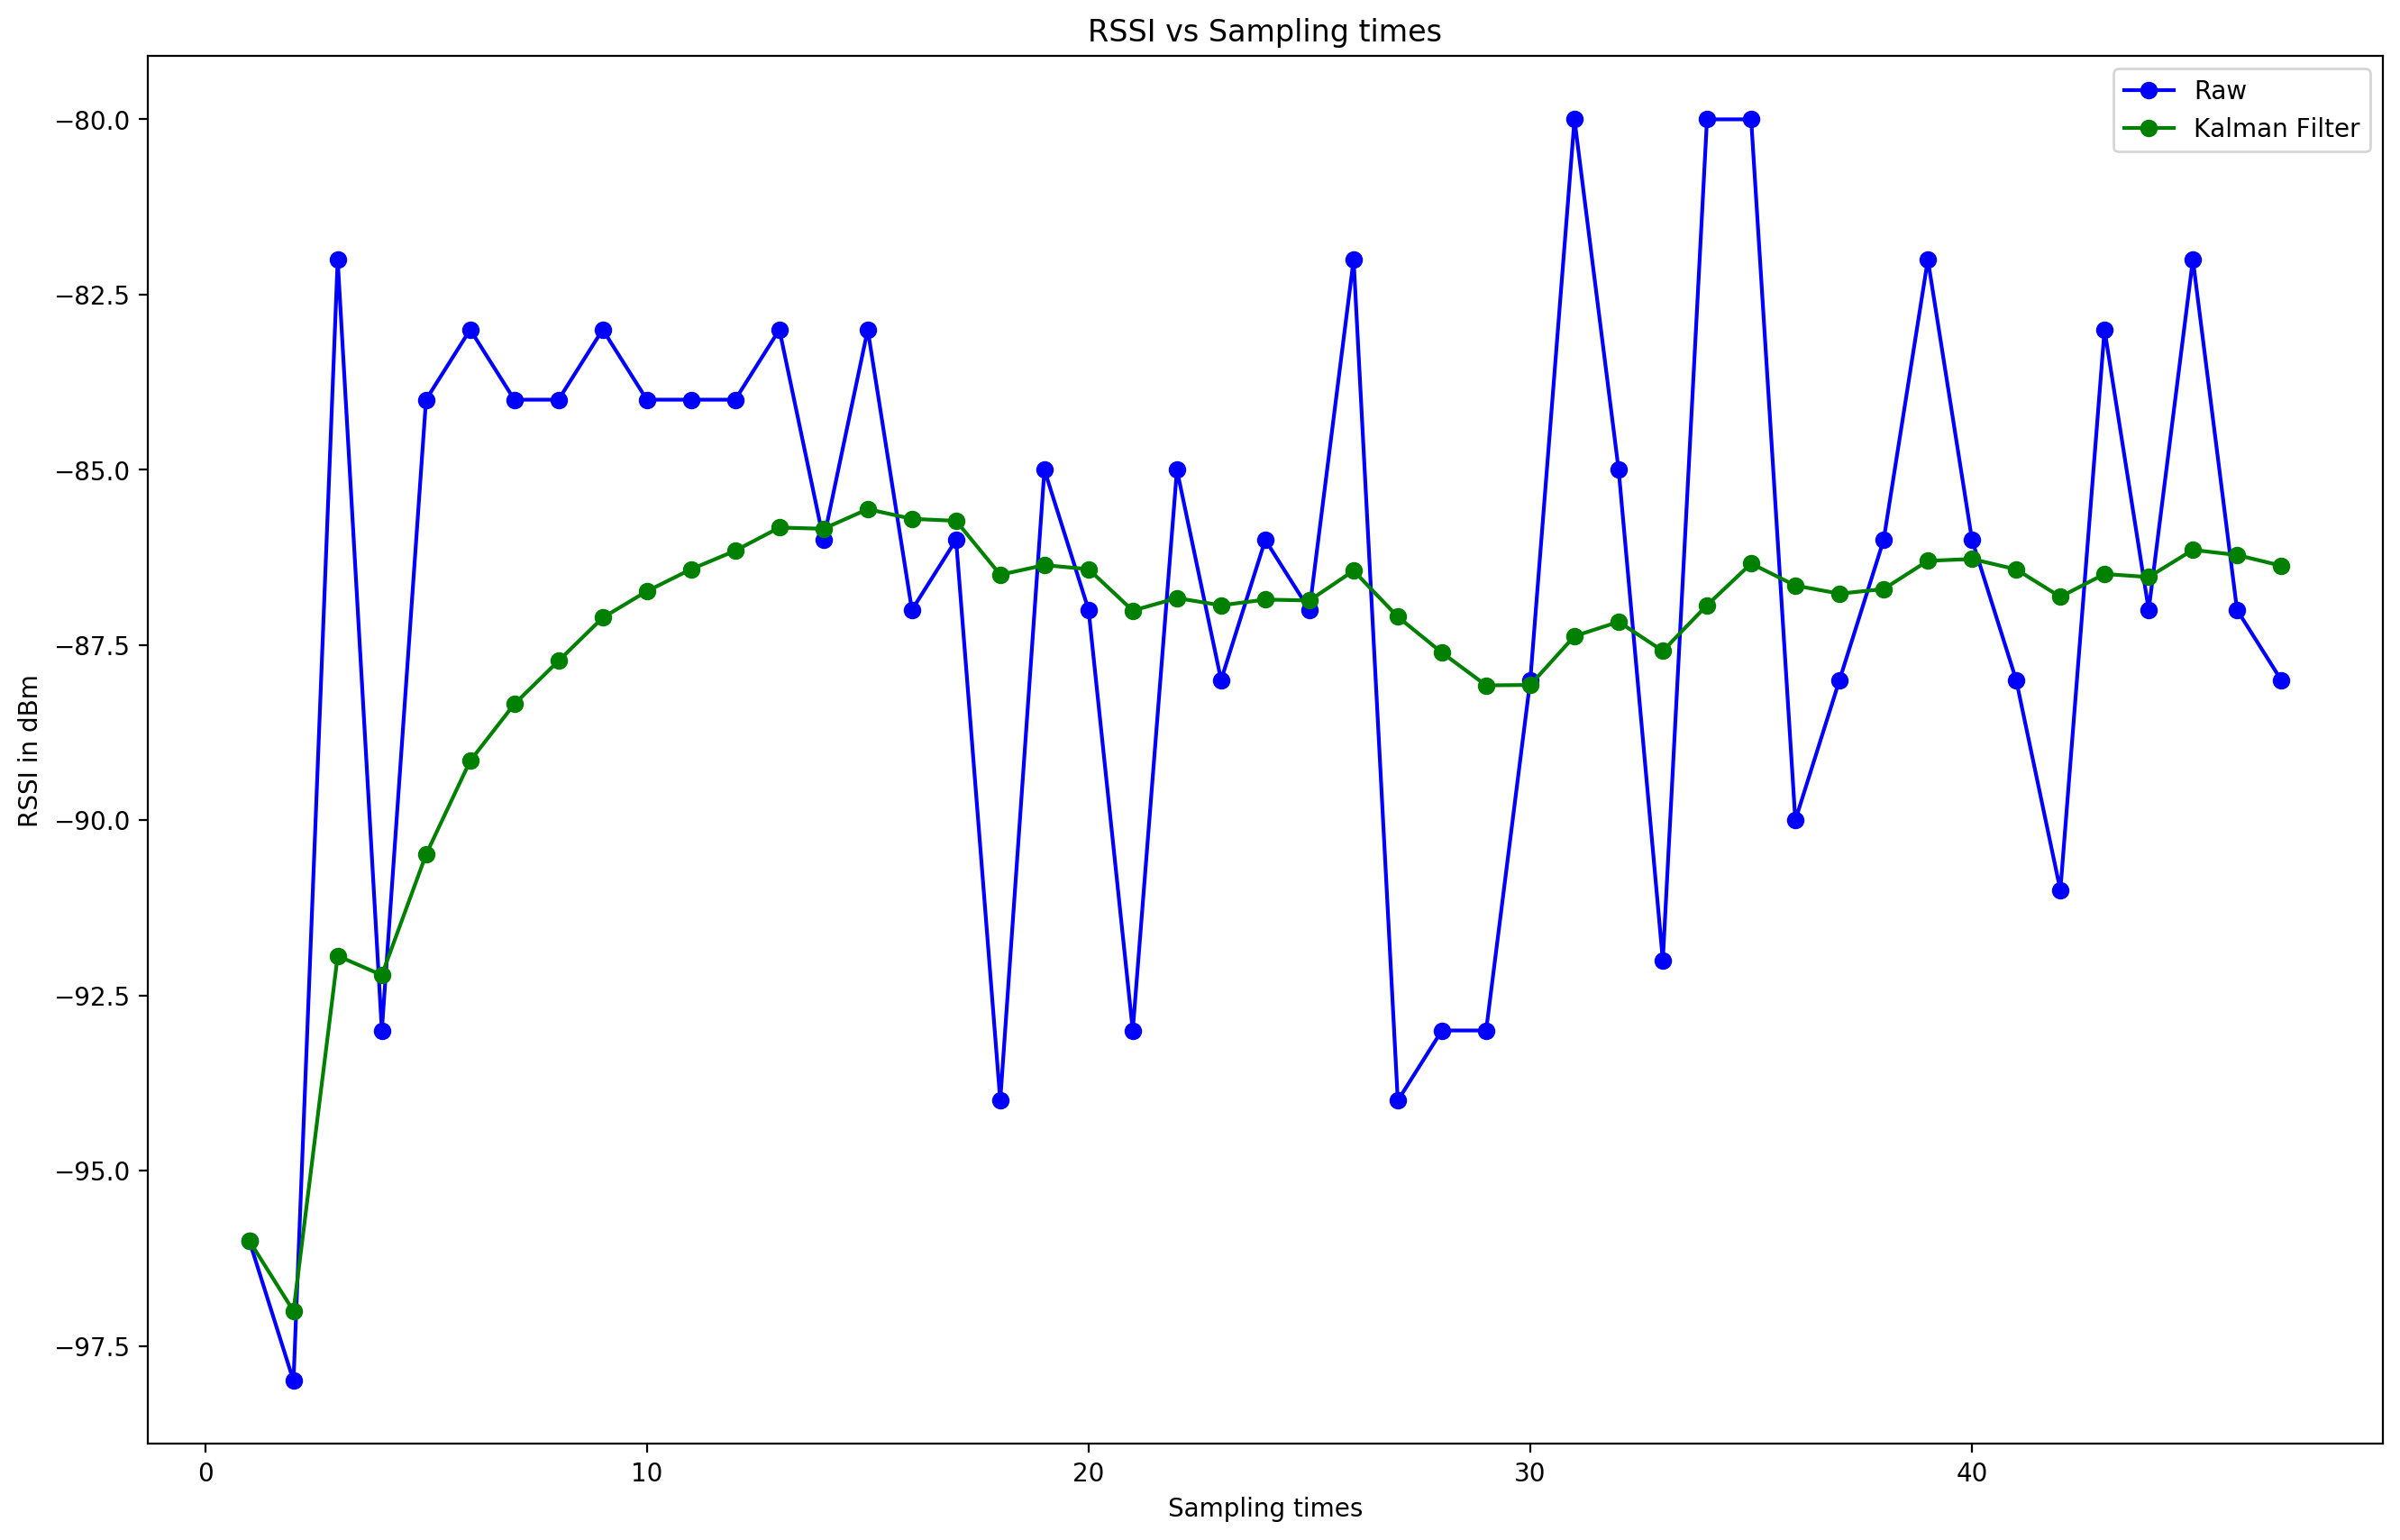 RSSI vs Sampling times
Raw
Kalman Filter
−80.0
−82.5
−85.0
−87.5
−90.0
−92.5
−95.0
−97.5
RSSI in dBm
0 10 20 30 40
Sampling times